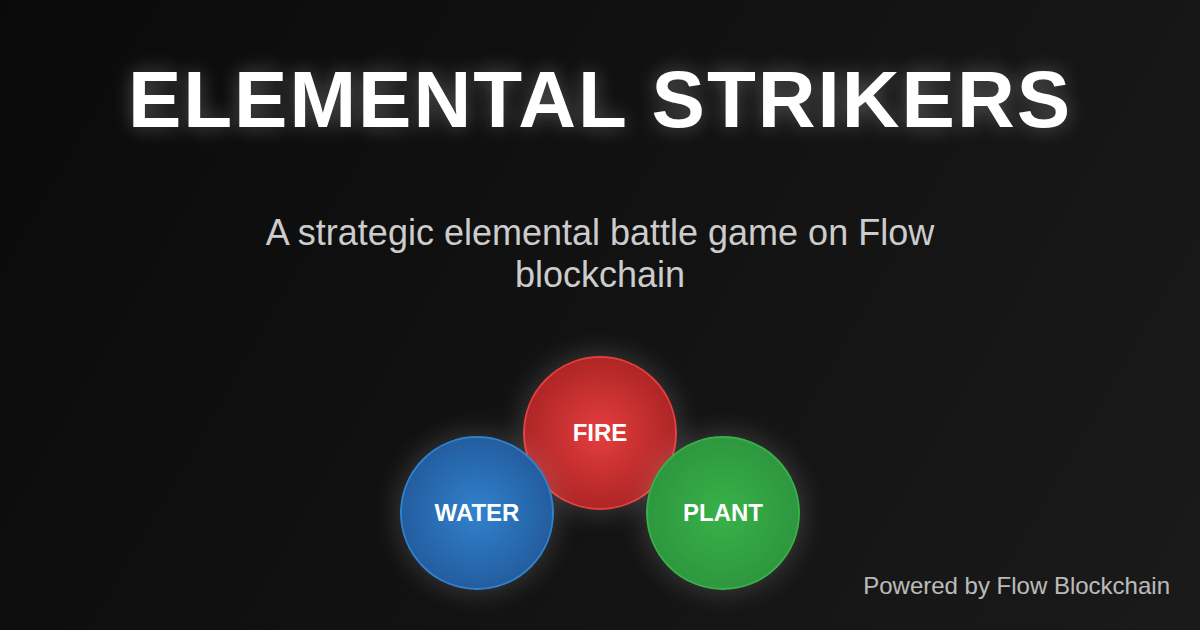 ELEMENTAL STRIKERS
A strategic elemental battle game on Flow
blockchain
FIRE
WATER
PLANT
Powered by Flow Blockchain